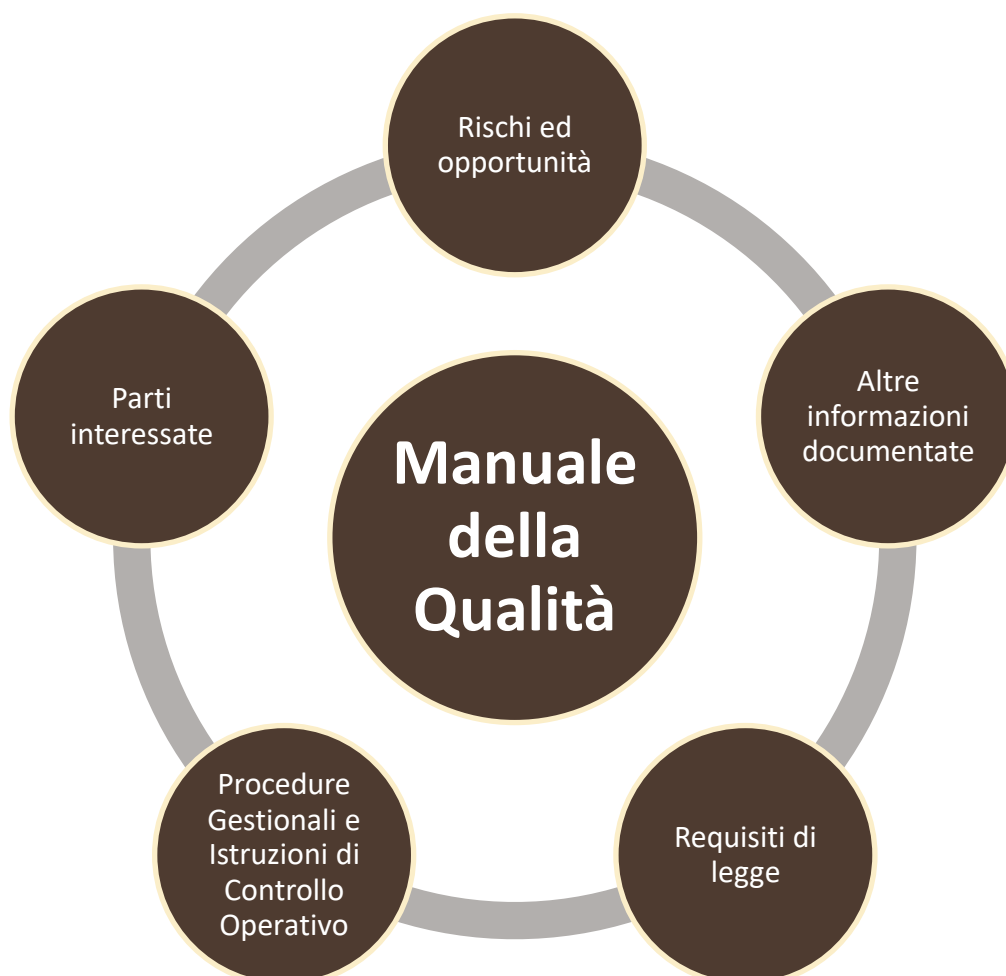 Rischi ed
opportunità
Parti
interessate
Altre
informazioni
documentate
Manuale
della
Qualità
Procedure
Gestionali e
Istruzioni di
Controllo
Operativo
Requisiti di
legge